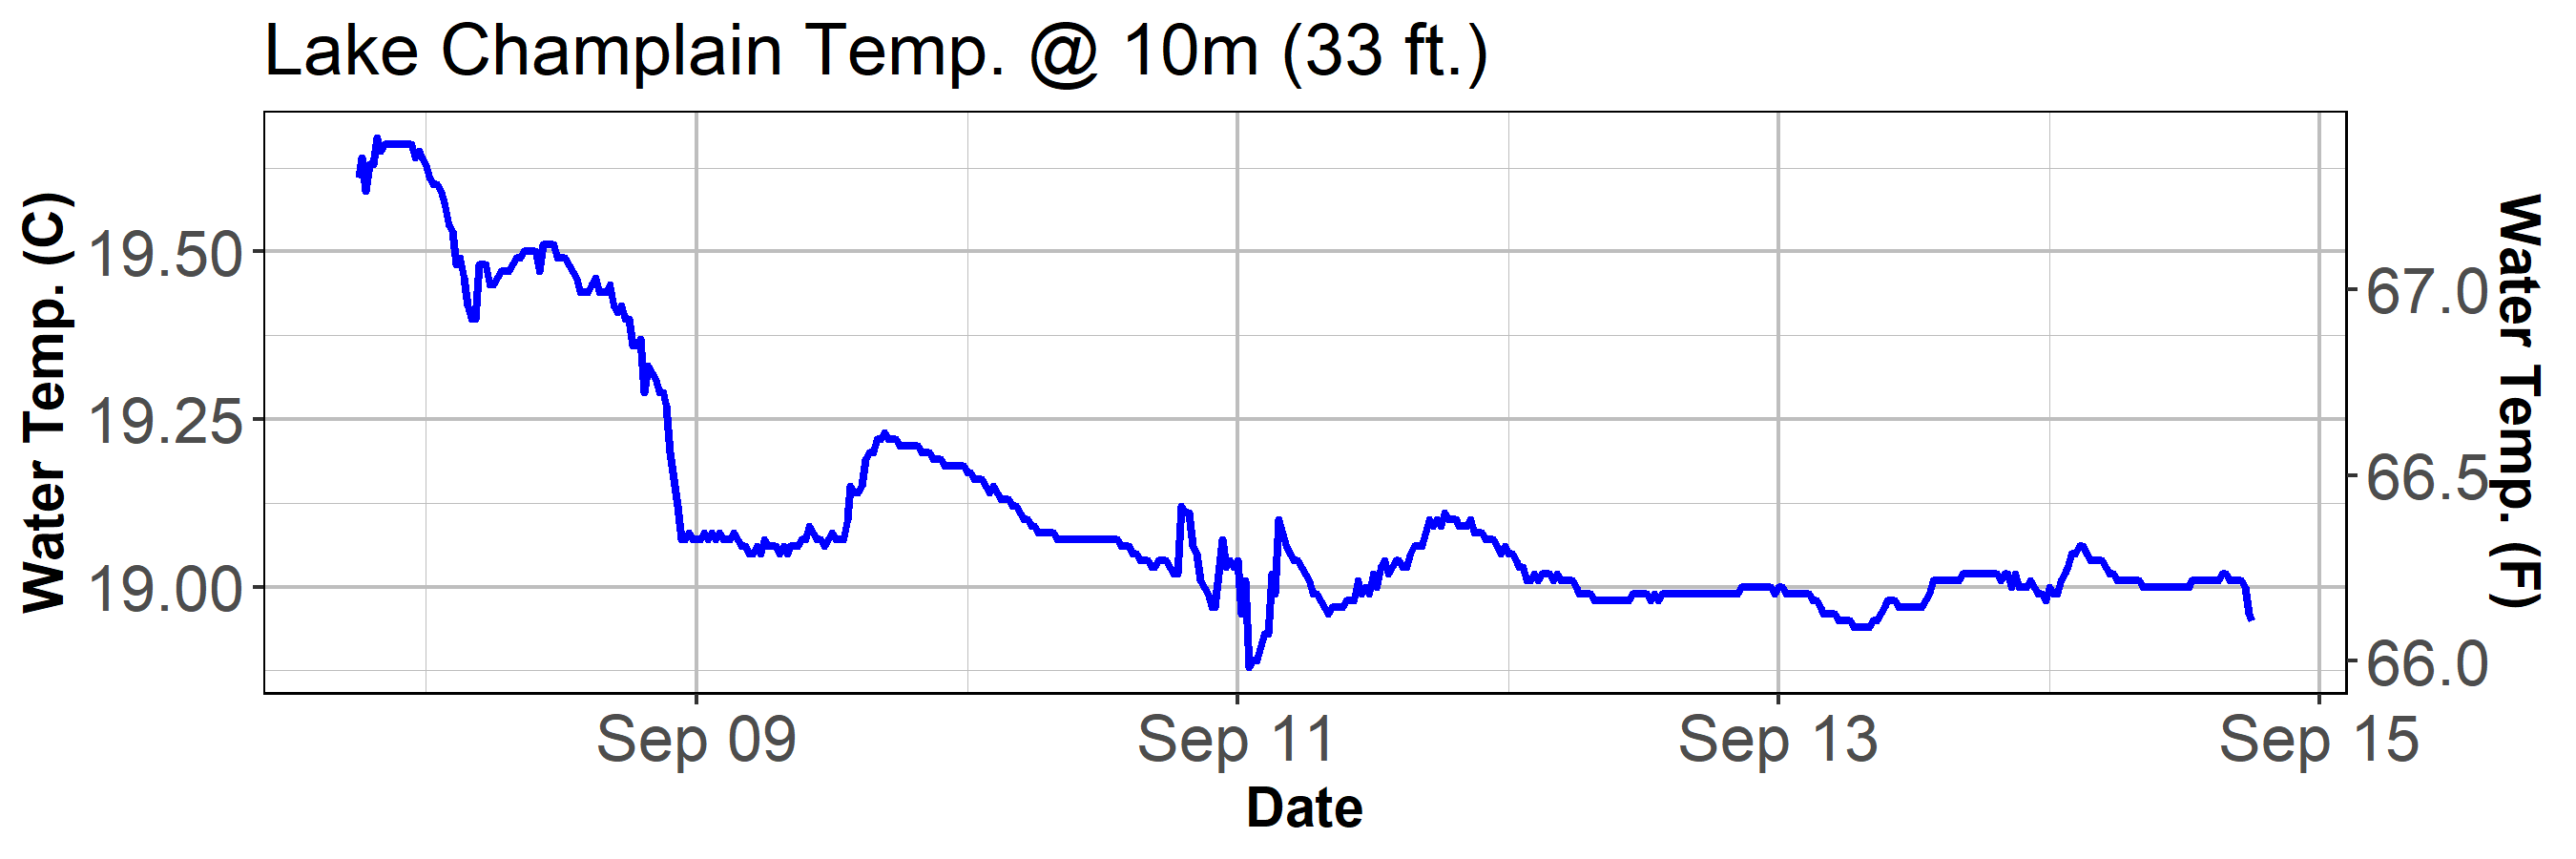 Lake Champlain Temp. @ 10m (33 ft.)
Water Temp. (C)
19.50
19.25
19.00
67.0
66.5
66.0
Water Temp. (F)
Sep 09
Sep 11
Sep 13
Sep 15
Date